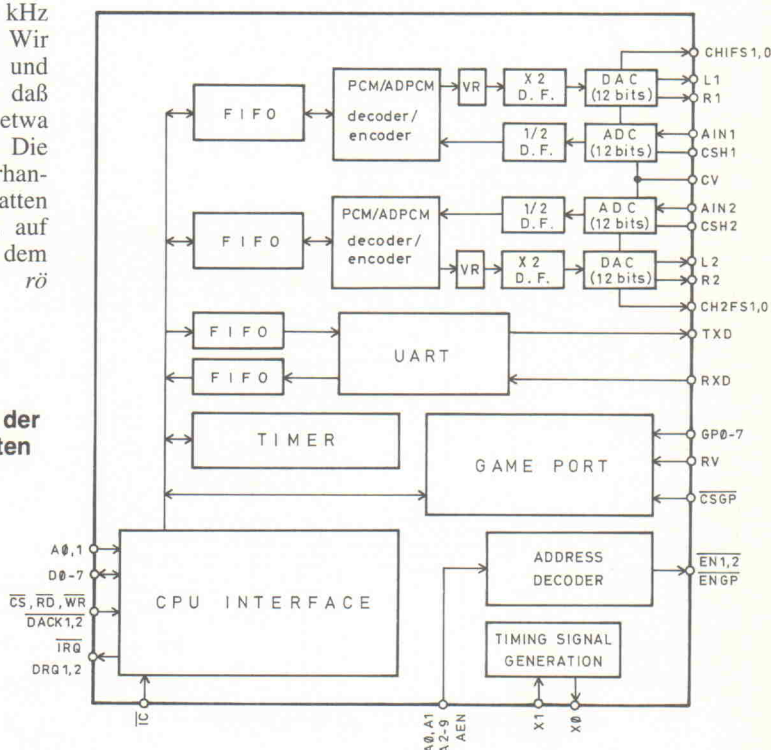 kHz
Wir
und
daß
etwa
Die
rhan-
atten
auf
dem
rö
der
ten
FIFO
PCM/ADPCM
decoder/
encoder
VR
X2
D.F.
DAC
(12 bits)
1/2
D.F.
ADC
(12 bits)
CHIFS1,0
L1
R1
AIN1
CSH1
CV
FIFO
PCM/ADPCM
decoder/
encoder
1/2
D.F.
ADC
(12 bits)
VR
X2
D.F.
DAC
(12 bits)
AIN2
CSH2
L2
R2
CH2FS1,0
FIFO
FIFO
UART
TXD
RXD
TIMER
GAME PORT
GP0-7
RV
CSGP
CPU INTERFACE
A0,1
D0-7
CS, RD, WR
DACK1,2
IRQ
DRQ1,2
IC
ADDRESS
DECODER
EN1,2
ENGP
TIMING SIGNAL
GENERATION
A0,A1
A2-9
AEN
X1
X0